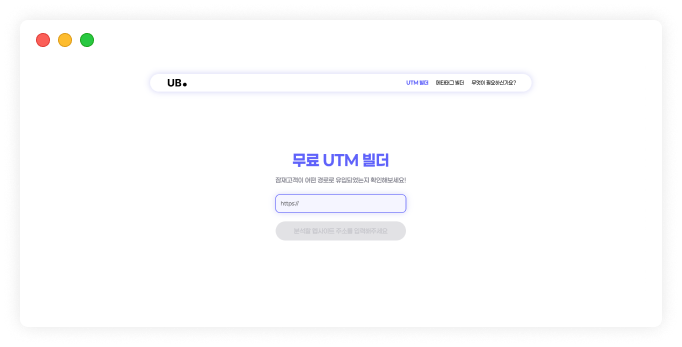 UB.
UTM 빌더
메타태그 빌더
무엇이 필요하신가요?
무료 UTM 빌더
잠재고객이 어떤 경로로 유입되었는지 확인해보세요!
https://
분석할 웹사이트 주소를 입력해주세요